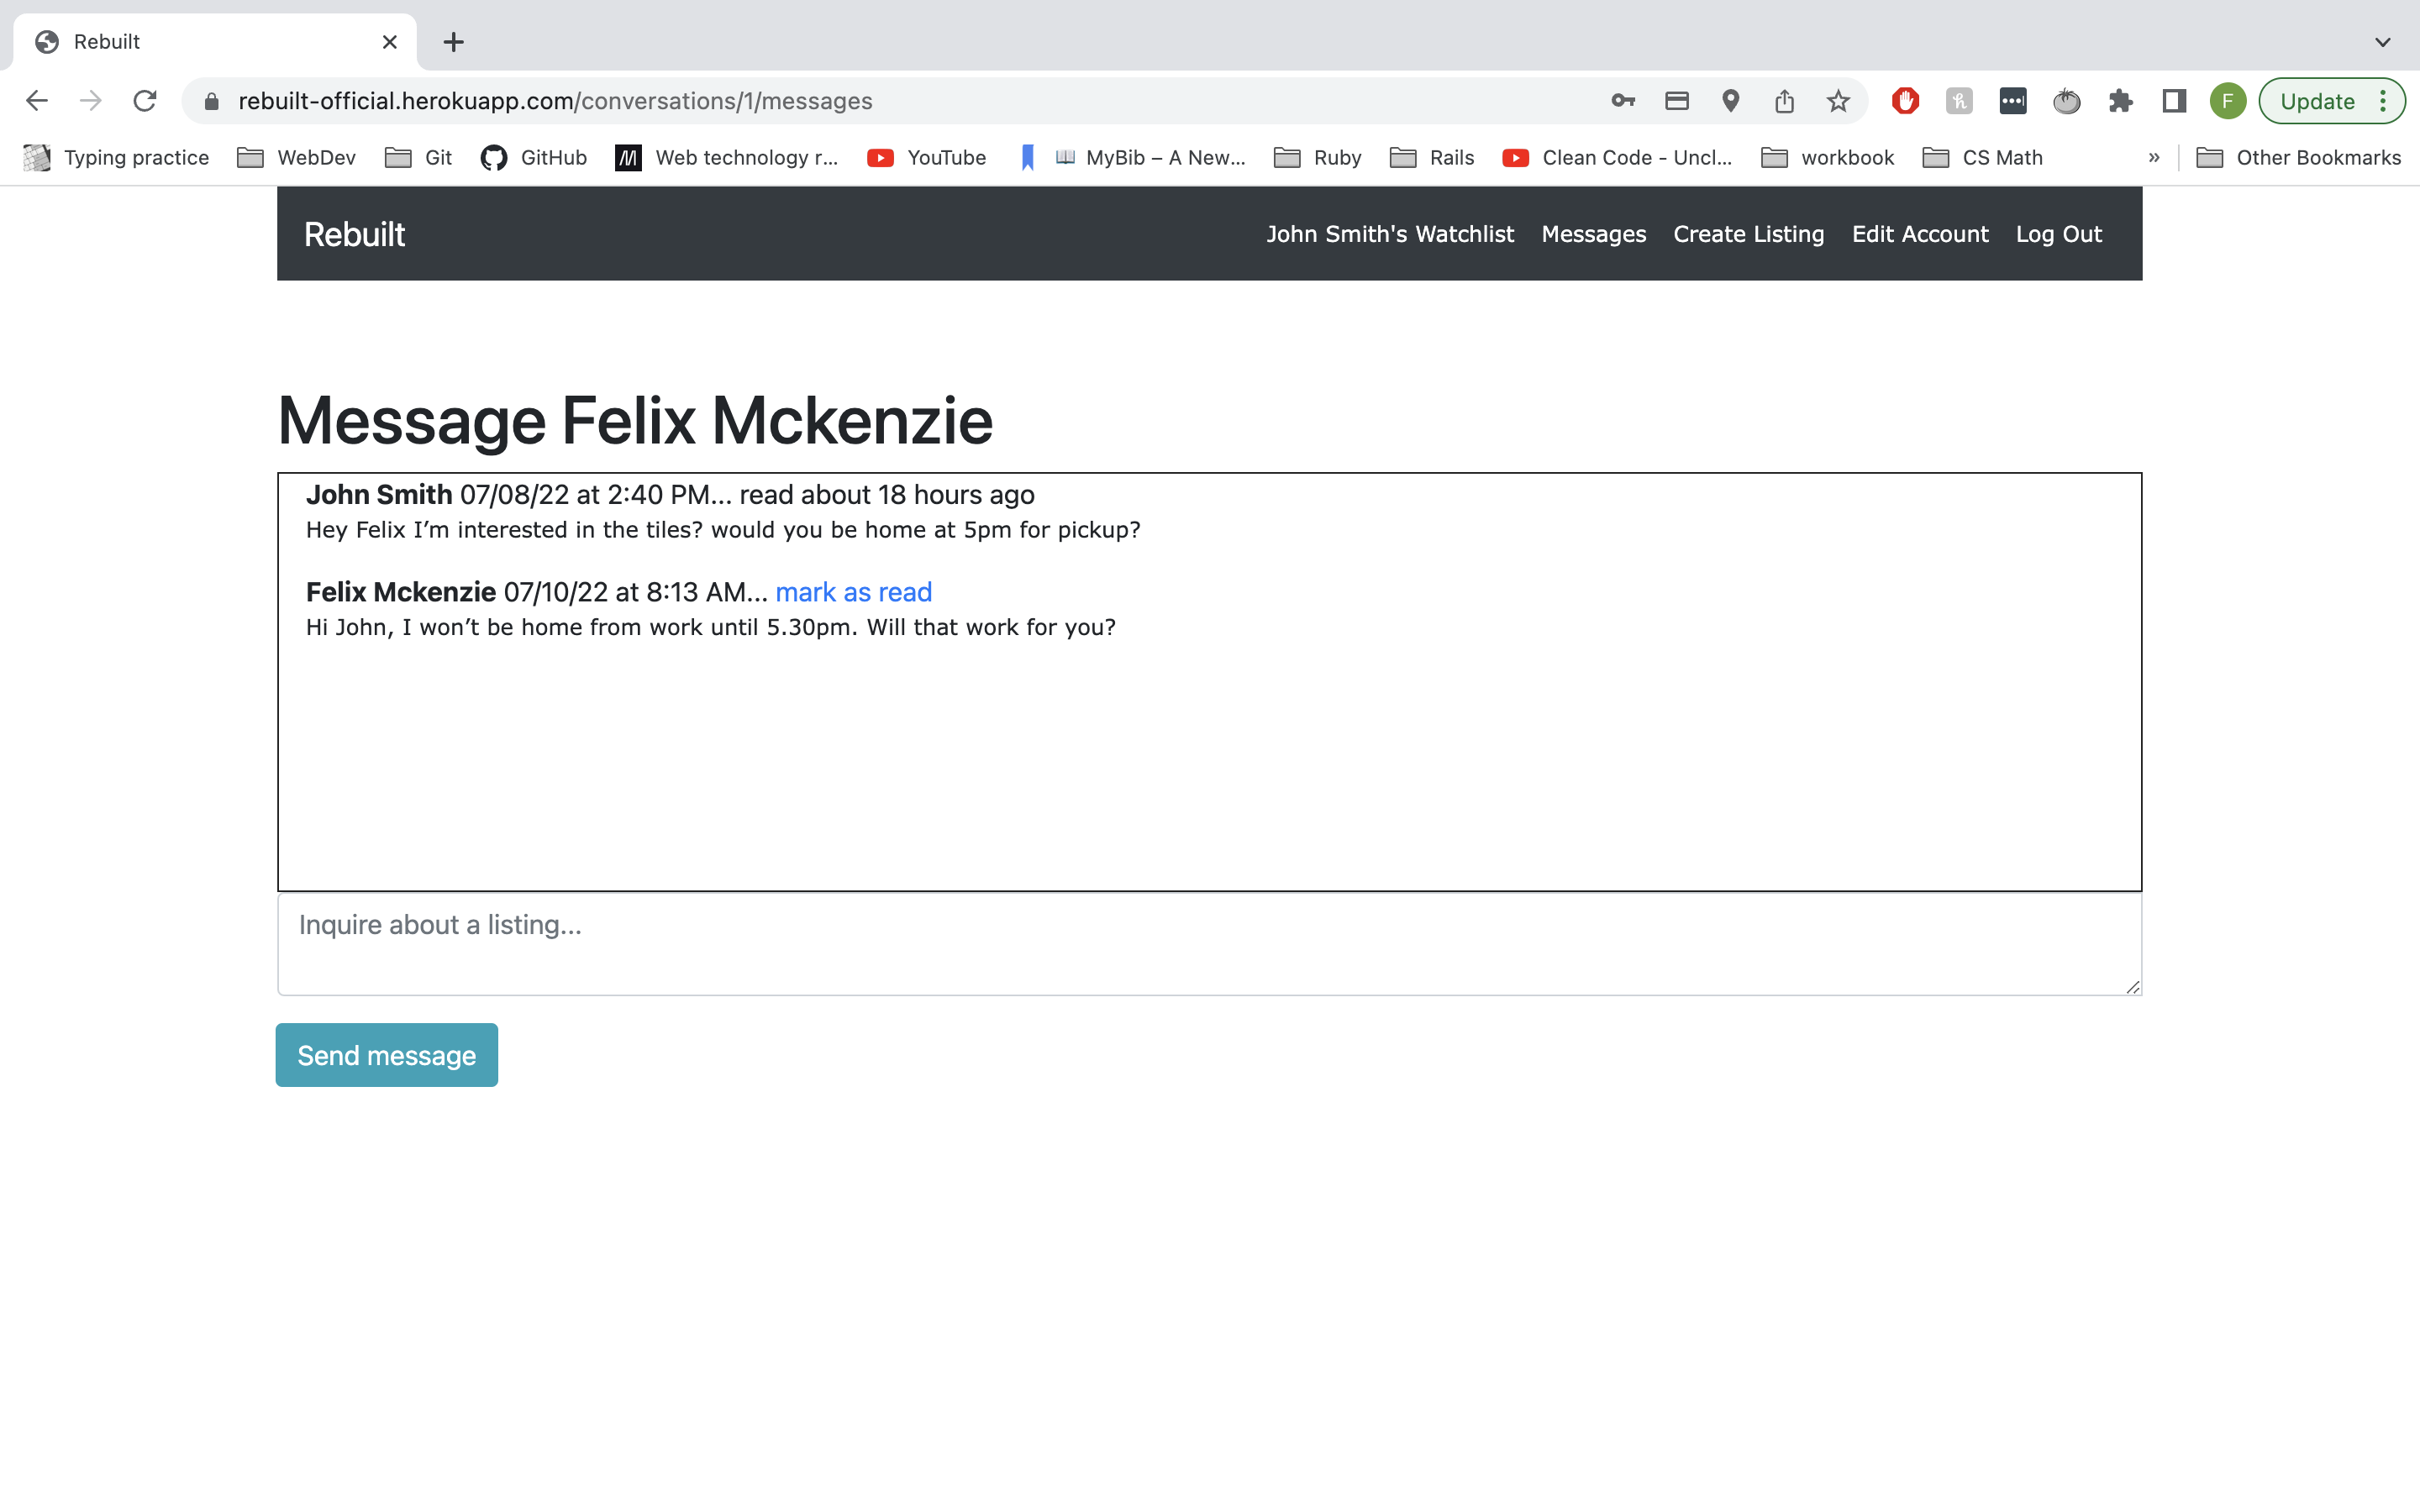 Rebuilt
rebuilt-official.herokuapp.com/conversations/1/messages
F
Update
Typing practice
WebDev
Git
GitHub
Web technology r...
YouTube
MyBib – A New...
Ruby
Rails
Clean Code - Uncl...
workbook
CS Math
»
Other Bookmarks
Rebuilt
John Smith's Watchlist
Messages
Create Listing
Edit Account
Log Out
Message Felix Mckenzie
John Smith 07/08/22 at 2:40 PM... read about 18 hours ago
Hey Felix I’m interested in the tiles? would you be home at 5pm for pickup?
Felix Mckenzie 07/10/22 at 8:13 AM... mark as read
Hi John, I won’t be home from work until 5.30pm. Will that work for you?
Inquire about a listing...
Send message